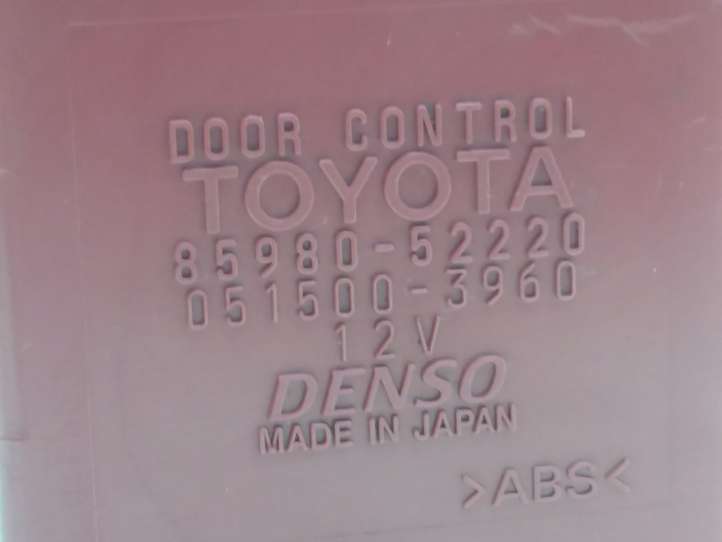 DOOR CONTROL
TOYOTA
85980-52220
051500-3960
12V
DENSO
MADE IN JAPAN
>ABS<